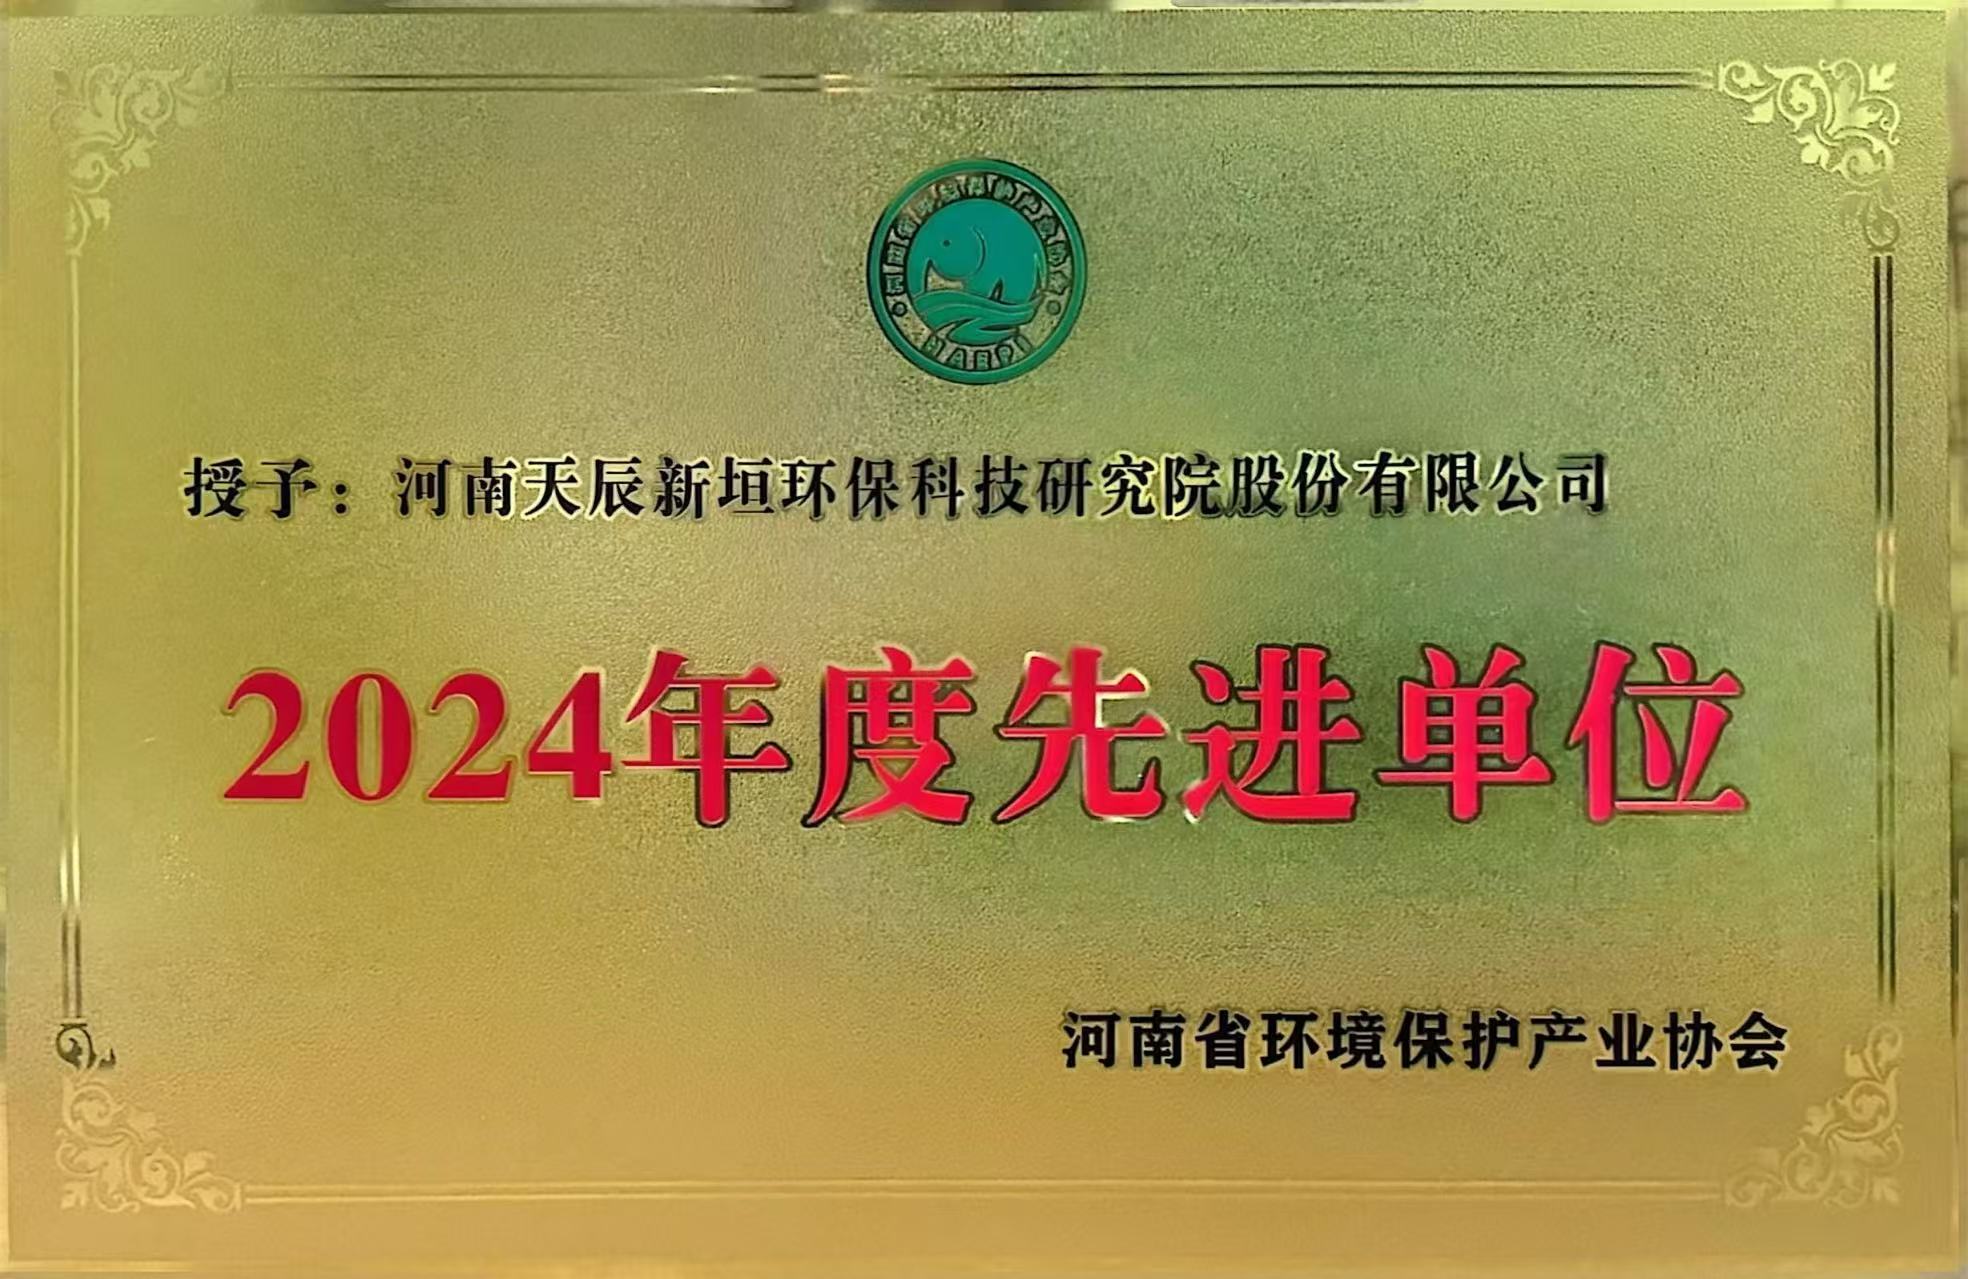 HAEPI
授予：河南天辰新垣环保科技研究院股份有限公司
2024年度先进单位
河南省环境保护产业协会